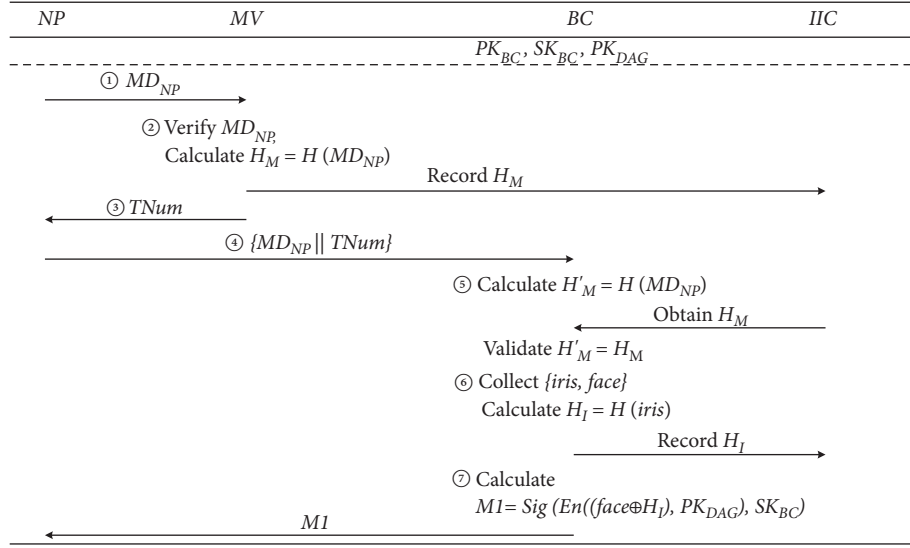 NP MV BC IIC
PK_BC, SK_BC, PK_DAG
① MD_NP
② Verify MD_NP,
Calculate H_M = H (MD_NP)
Record H_M
③ TNum
④ {MD_NP || TNum}
⑤ Calculate H'_M = H (MD_NP)
Obtain H_M
Validate H'_M = H_M
⑥ Collect {iris, face}
Calculate H_I = H (iris)
Record H_I
⑦ Calculate
M1= Sig (En((face⊕H_I), PK_DAG), SK_BC)
M1